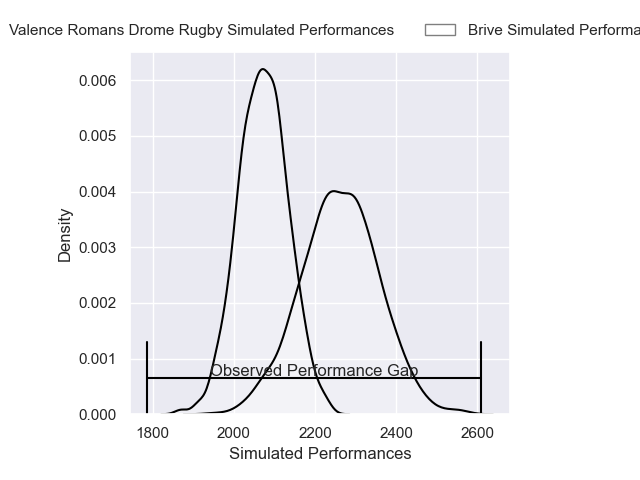 Valence Romans Drome Rugby Simulated Performances
Brive Simulated Performa
0.006
0.005
0.004
0.003
0.002
0.001
0.000
Density
Observed Performance Gap
1800 2000 2200 2400 2600
Simulated Performances